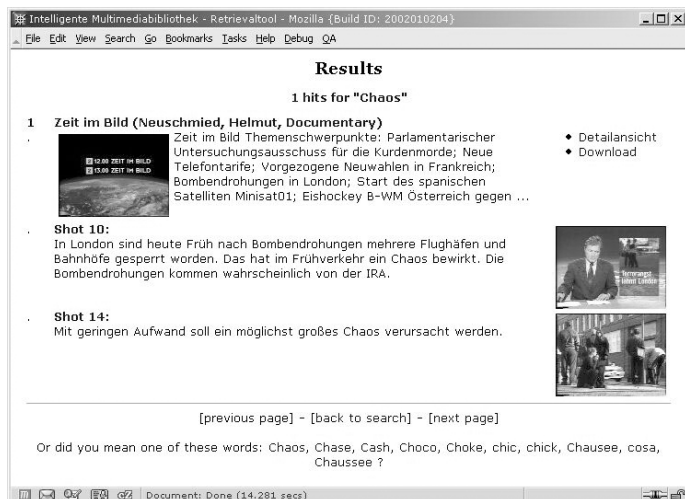 Intelligente Multimediabibliothek - Retrievaltool - Mozilla {Build ID: 2002010204}
File Edit View Search Go Bookmarks Tasks Help Debug QA
Results
1 hits for "Chaos"
1 Zeit im Bild (Neuschmied, Helmut, Documentary)
. Zeit im Bild Themenschwerpunkte: Parlamentarischer
Untersuchungsausschuss für die Kurdenmorde; Neue
Telefontarife; Vorgezogene Neuwahlen in Frankreich;
Bombendrohungen in London; Start des spanischen
Satelliten Minisat01; Eishockey B-WM Österreich gegen ...
2 12.00 ZEIT IM BILD
2 13.00 ZEIT IM BILD
• Detailansicht
• Download
. Shot 10:
In London sind heute Früh nach Bombendrohungen mehrere Flughäfen und
Bahnhöfe gesperrt worden. Das hat im Frühverkehr ein Chaos bewirkt. Die
Bombendrohungen kommen wahrscheinlich von der IRA.
Terrorangst
lähmt London
. Shot 14:
Mit geringen Aufwand soll ein möglichst großes Chaos verursacht werden.
[previous page] - [back to search] - [next page]
Or did you mean one of these words: Chaos, Chase, Cash, Choco, Choke, chic, chick, Chausee, cosa,
Chaussee ?
Document: Done (14.281 secs)